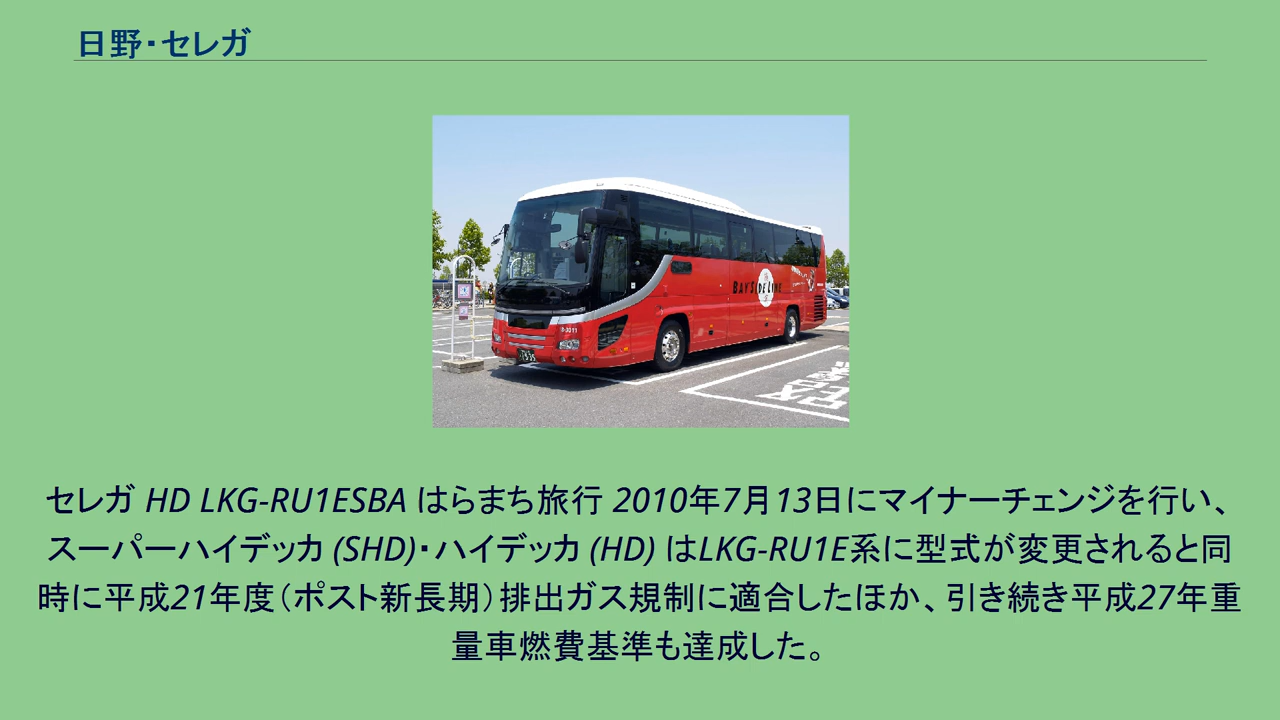 日野・セレガ
BAYSIDE LINE
セレガ HD LKG-RU1ESBA はらまち旅行 2010年7月13日にマイナーチェンジを行い、
スーパーハイデッカ (SHD)・ハイデッカ (HD) はLKG-RU1E系に型式が変更されると同
時に平成21年度（ポスト新長期）排出ガス規制に適合したほか、引き続き平成27年重
量車燃費基準も達成した。